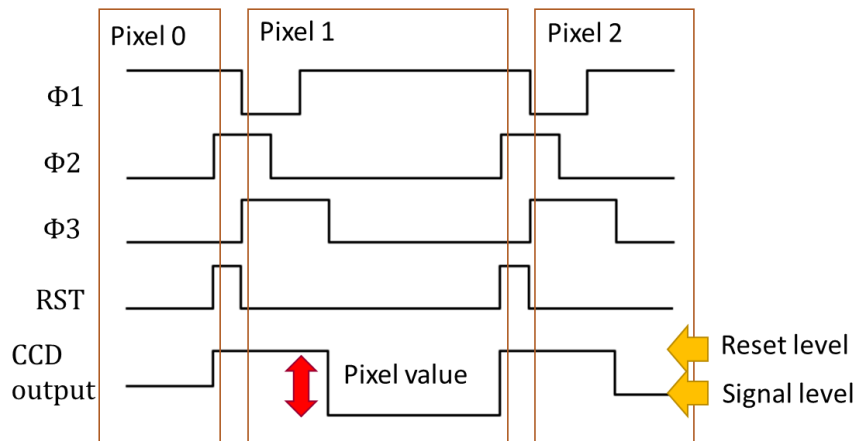 Pixel 0
Pixel 1
Pixel 2
Φ1
Φ2
Φ3
RST
CCD
output
Pixel value
Reset level
Signal level